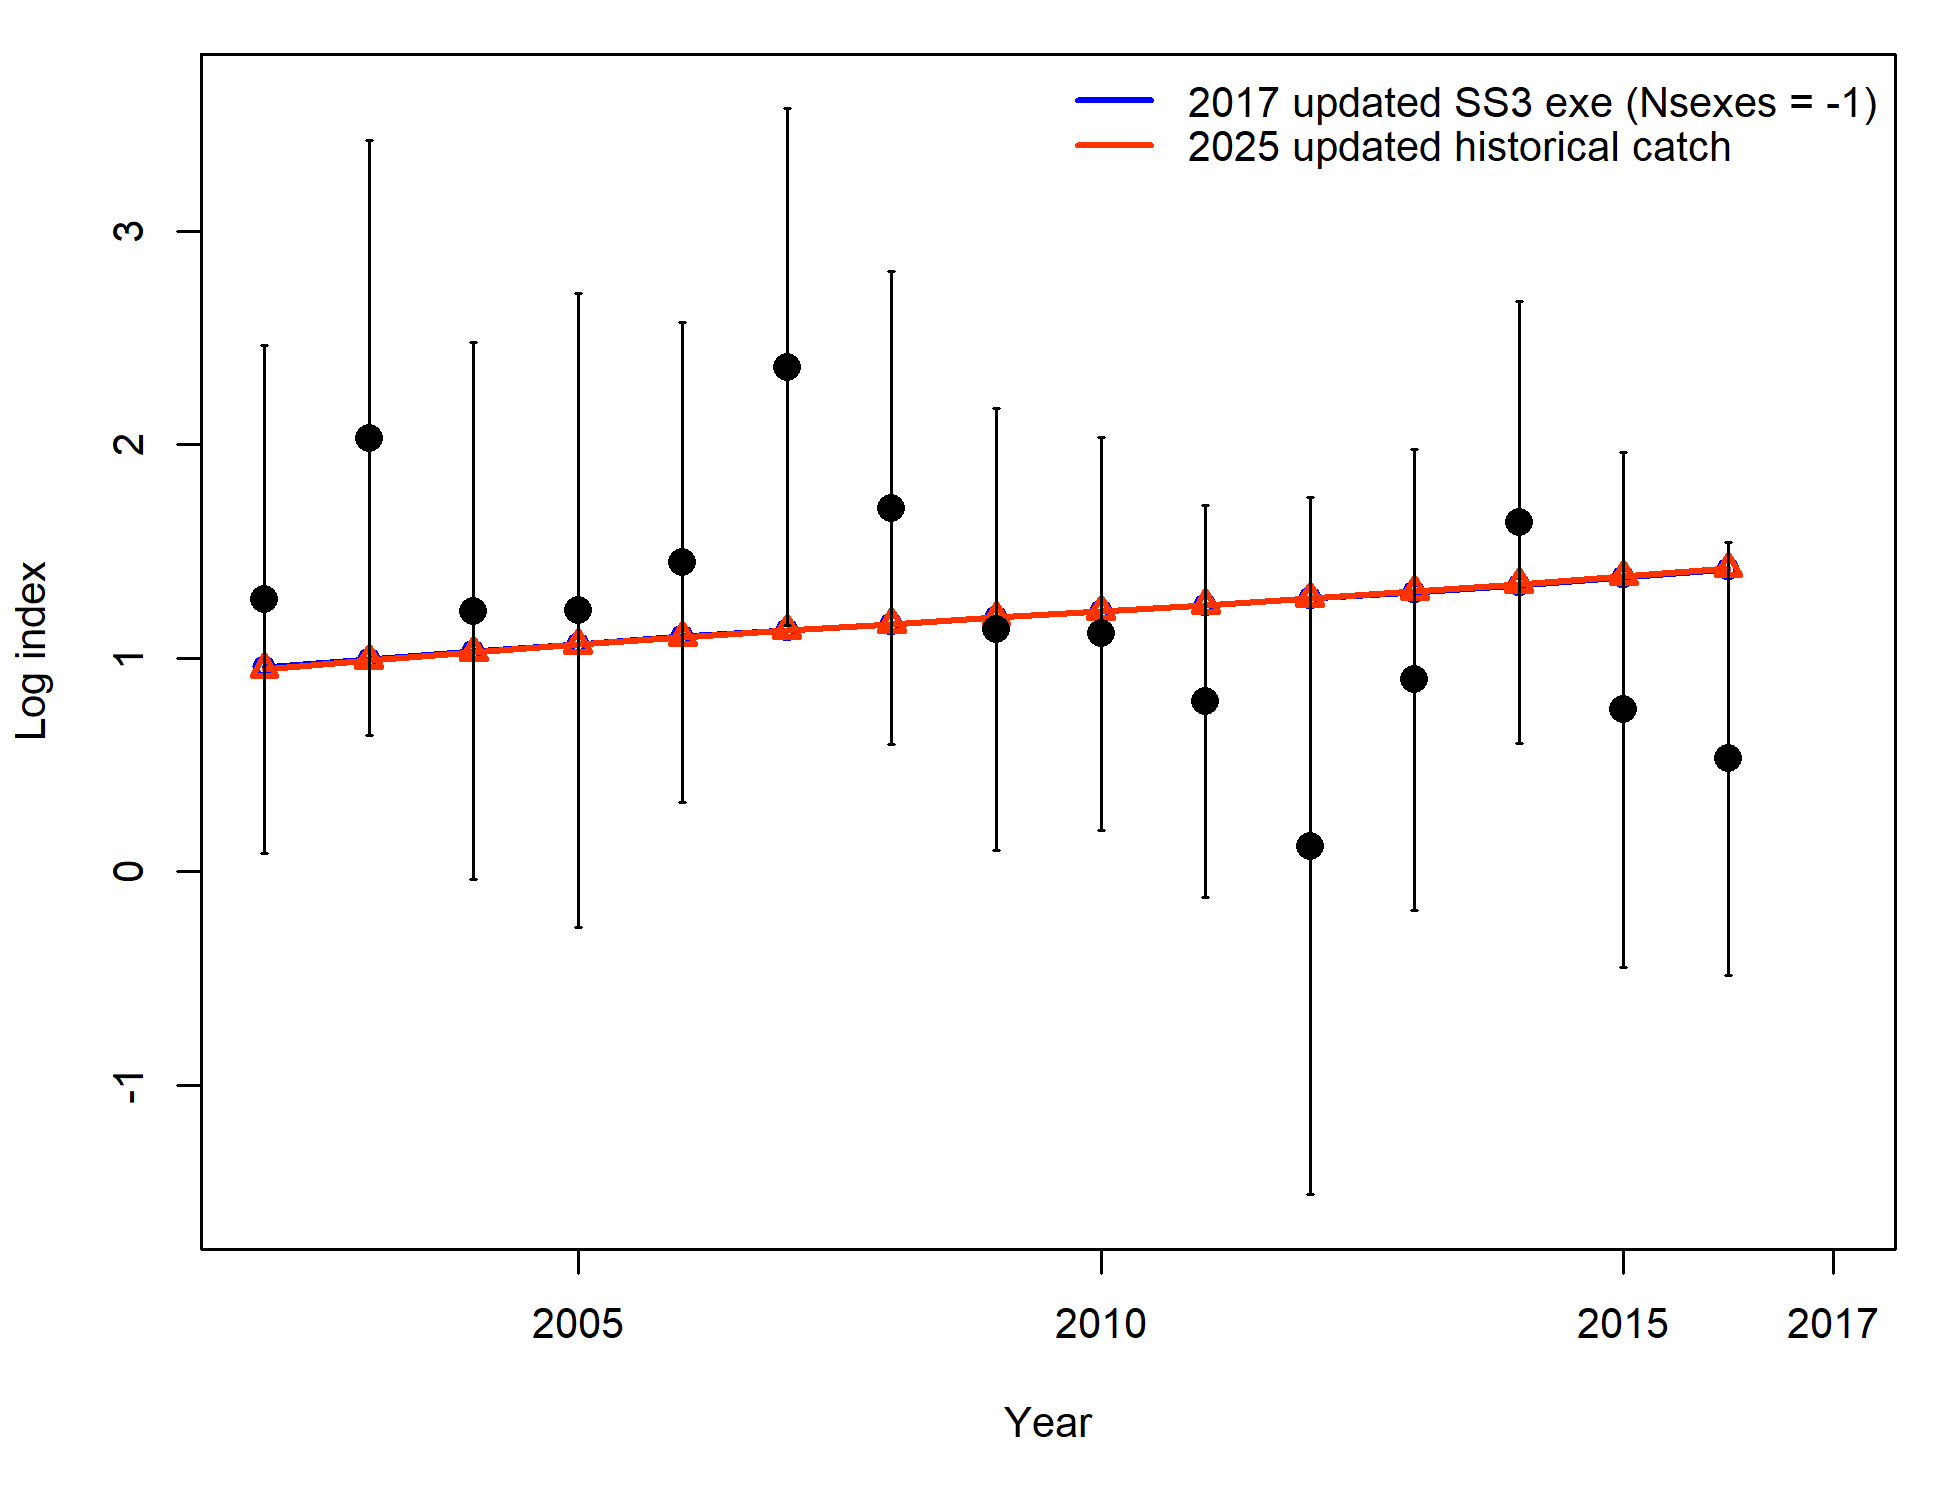 2017 updated SS3 exe (Nsexes = -1)
2025 updated historical catch
3
2
1
0
-1
Log index
2005
2010
2015
2017
Year